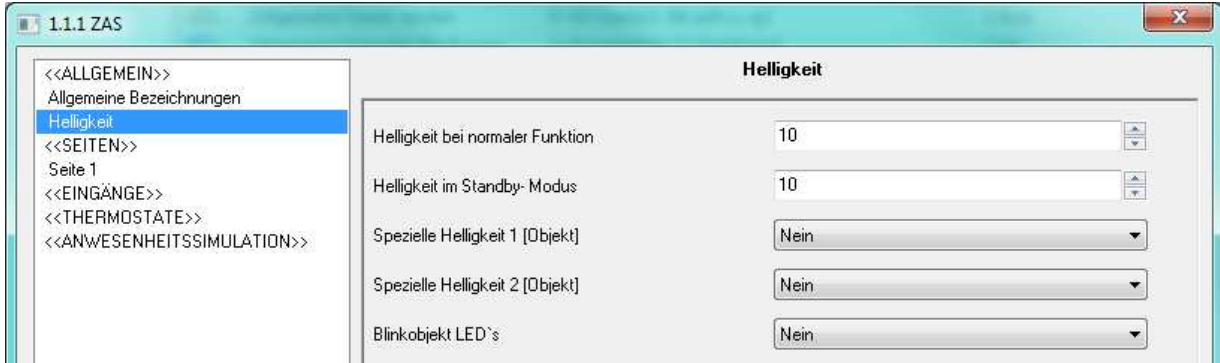 1.1.1 ZAS
<<ALLGEMEIN>>
Allgemeine Bezeichnungen
Helligkeit
<<SEITEN>>
Seite 1
<<EINGÄNGE>>
<<THERMOSTATE>>
<<ANWESENHEITSSIMULATION>>
Helligkeit
Helligkeit bei normaler Funktion 10
Helligkeit im Standby- Modus 10
Spezielle Helligkeit 1 [Objekt] Nein
Spezielle Helligkeit 2 [Objekt] Nein
Blinkobjekt LED`s Nein